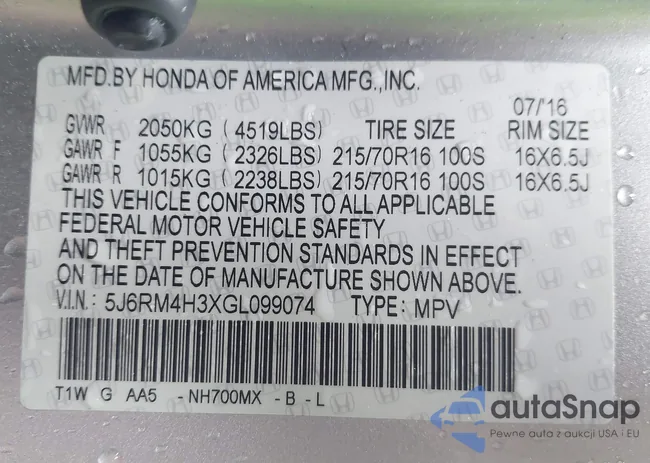 MFD.BY HONDA OF AMERICA MFG.,INC.
07/'16
GVWR 2050KG (4519LBS) TIRE SIZE RIM SIZE
GAWR F 1055KG (2326LBS) 215/70R16 100S 16X6.5J
GAWR R 1015KG (2238LBS) 215/70R16 100S 16X6.5J
THIS VEHICLE CONFORMS TO ALL APPLICABLE
FEDERAL MOTOR VEHICLE SAFETY
AND THEFT PREVENTION STANDARDS IN EFFECT
ON THE DATE OF MANUFACTURE SHOWN ABOVE.
V.I.N.: 5J6RM4H3XGL099074 TYPE: MPV
T1W G AA5 -NH700MX -B -L
autoSnap
Pewne auta z aukcji USA i EU